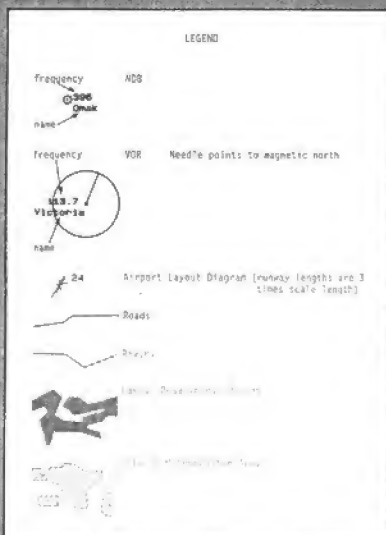 LEGEND
frequency NDB
396
Omak
name
frequency VOR Needle points to magnetic north
113.7
Victoria
name
24 Airport Layout Diagram (runway lengths are 3
times scale length)
Roads